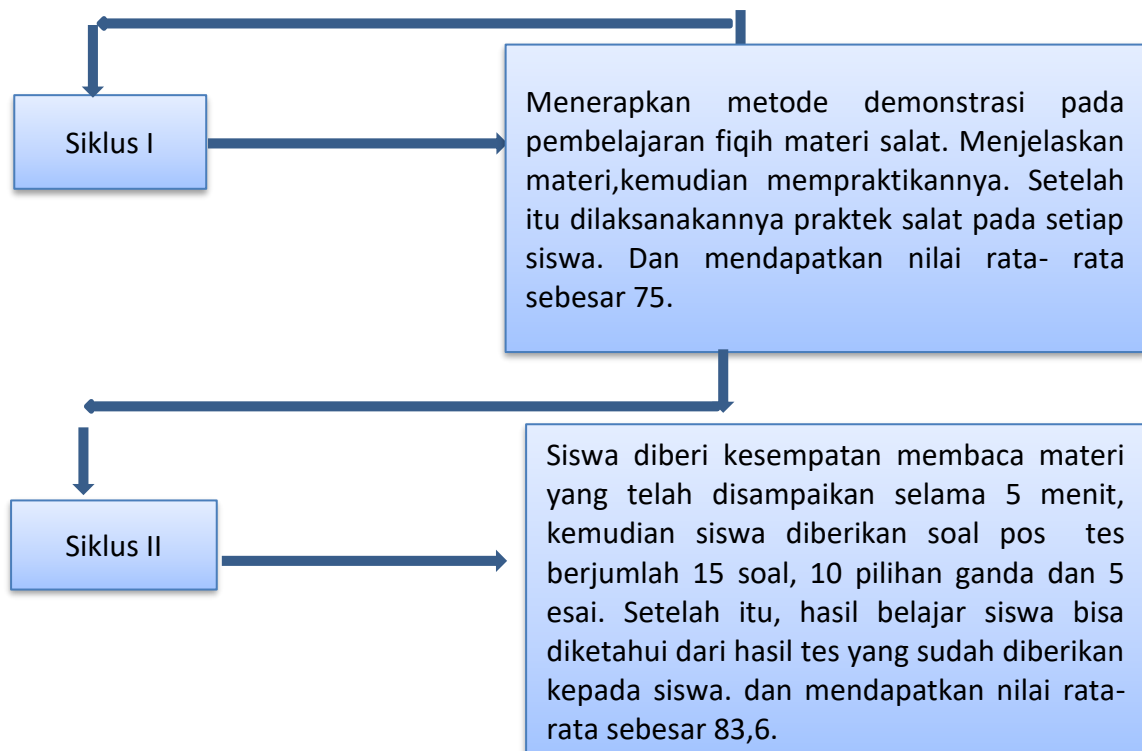 Siklus I
Menerapkan metode demonstrasi pada
pembelajaran fiqih materi salat. Menjelaskan
materi,kemudian mempraktikannya. Setelah
itu dilaksanakannya praktek salat pada setiap
siswa. Dan mendapatkan nilai rata- rata
sebesar 75.
Siklus II
Siswa diberi kesempatan membaca materi
yang telah disampaikan selama 5 menit,
kemudian siswa diberikan soal pos tes
berjumlah 15 soal, 10 pilihan ganda dan 5
esai. Setelah itu, hasil belajar siswa bisa
diketahui dari hasil tes yang sudah diberikan
kepada siswa. dan mendapatkan nilai rata-
rata sebesar 83,6.